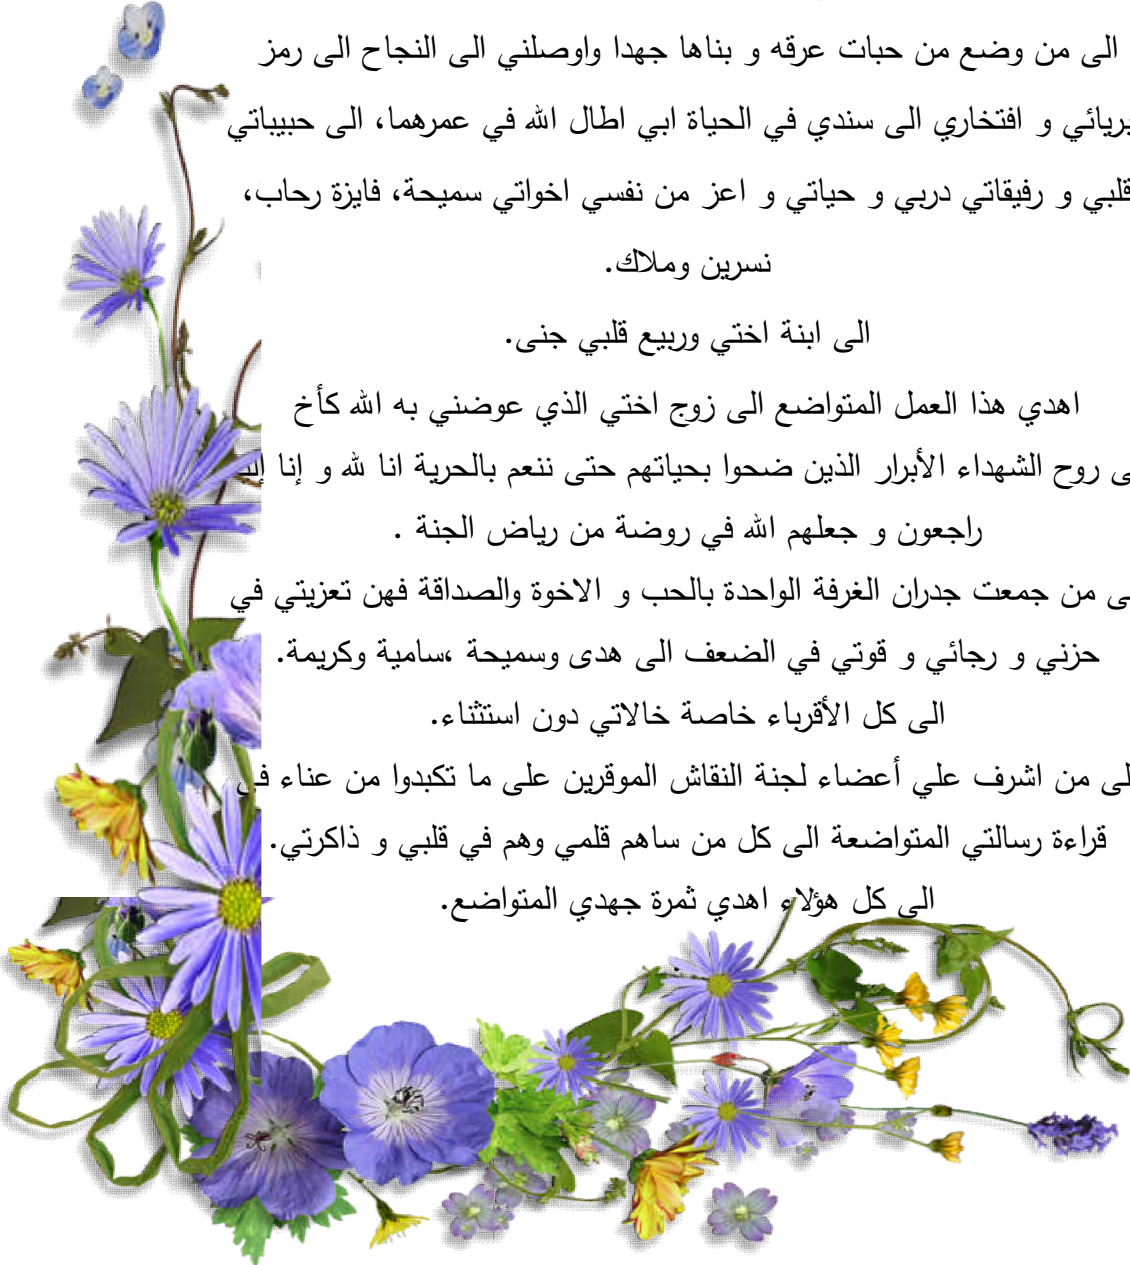 الى من وضع من حبات عرقه و بناها جهدا واوصلني الى النجاح الى رمز
و افتخاري الى سندي في الحياة ابي اطال الله في عمرهما، الى حبيباتي
قلبي و رفيقاتي دربي و حياتي و اعز من نفسي اخواتي سميحة، فايزة رحاب،
نسرين وملاك.
الى ابنة اختي وربيع قلبي جنى.
اهدي هذا العمل المتواضع الى زوج اختي الذي عوضني به الله كأخ
روح الشهداء الأبرار الذين ضحوا بحياتهم حتى ننعم بالحرية انا لله و إنا
راجعون و جعلهم الله في روضة من رياض الجنة .
من جمعت جدران الغرفة الواحدة بالحب و الاخوة والصداقة فهن تعزيتي في
حزني و رجائي و قوتي في الضعف الى هدى وسميحة ،سامية وكريمة.
الى كل الأقرباء خاصة خالاتي دون استثناء.
من اشرف علي أعضاء لجنة النقاش الموقرين على ما تكبدوا من عناء في
قراءة رسالتي المتواضعة الى كل من ساهم قلمي وهم في قلبي و ذاكرتي.
الى كل هؤلاء اهدي ثمرة جهدي المتواضع.